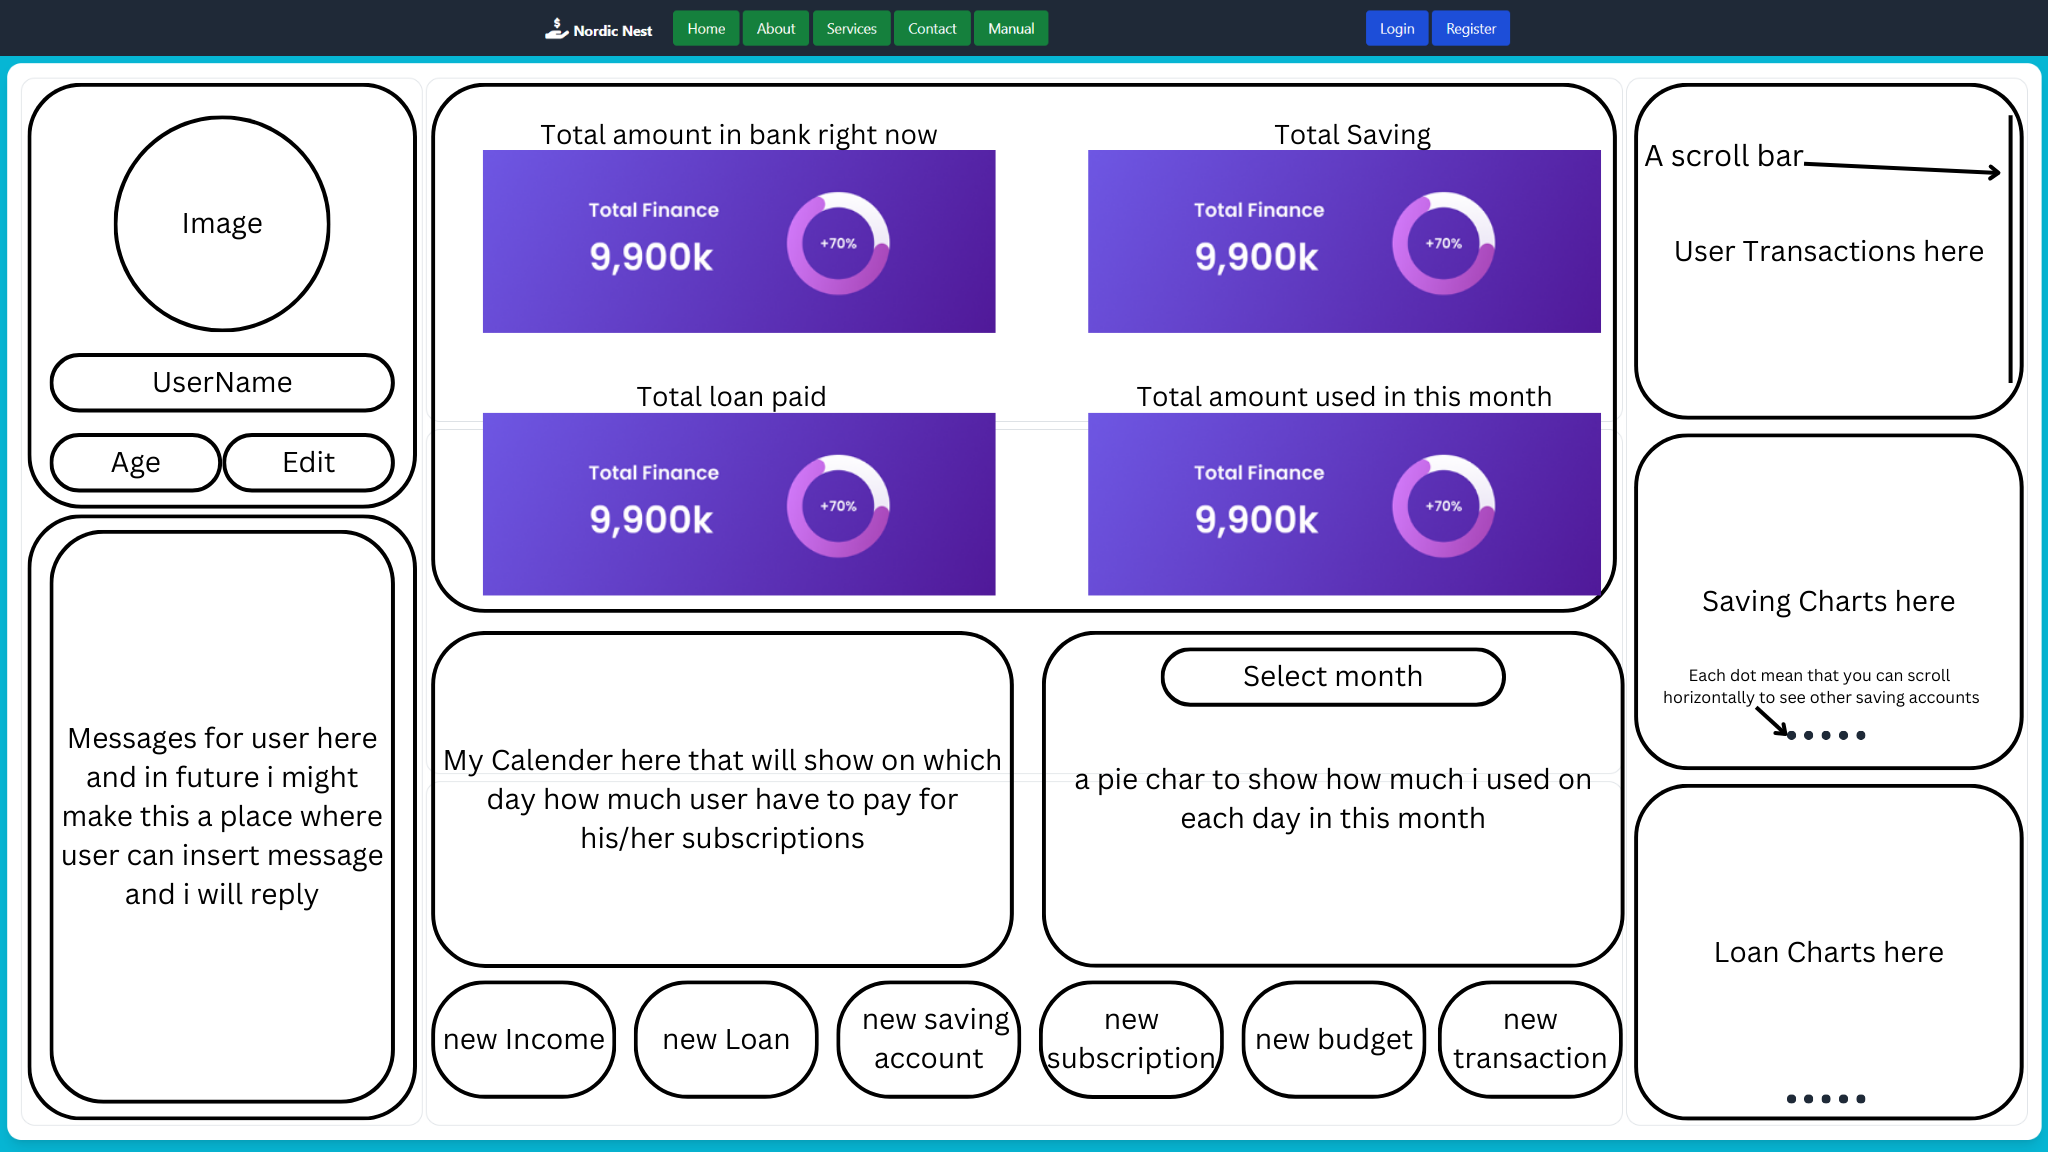 $
Nordic Nest
Home
About
Services
Contact
Manual
Login
Register
Image
UserName
Age
Edit
Messages for user here
and in future i might
make this a place where
user can insert message
and i will reply
Total amount in bank right now
Total Finance
9,900k
+70%
Total Saving
Total Finance
9,900k
+70%
Total loan paid
Total Finance
9,900k
+70%
Total amount used in this month
Total Finance
9,900k
+70%
My Calender here that will show on which
day how much user have to pay for
his/her subscriptions
Select month
a pie char to show how much i used on
each day in this month
new Income
new Loan
new saving
account
new
subscription
new budget
new
transaction
A scroll bar
User Transactions here
Saving Charts here
Each dot mean that you can scroll
horizontally to see other saving accounts
Loan Charts here